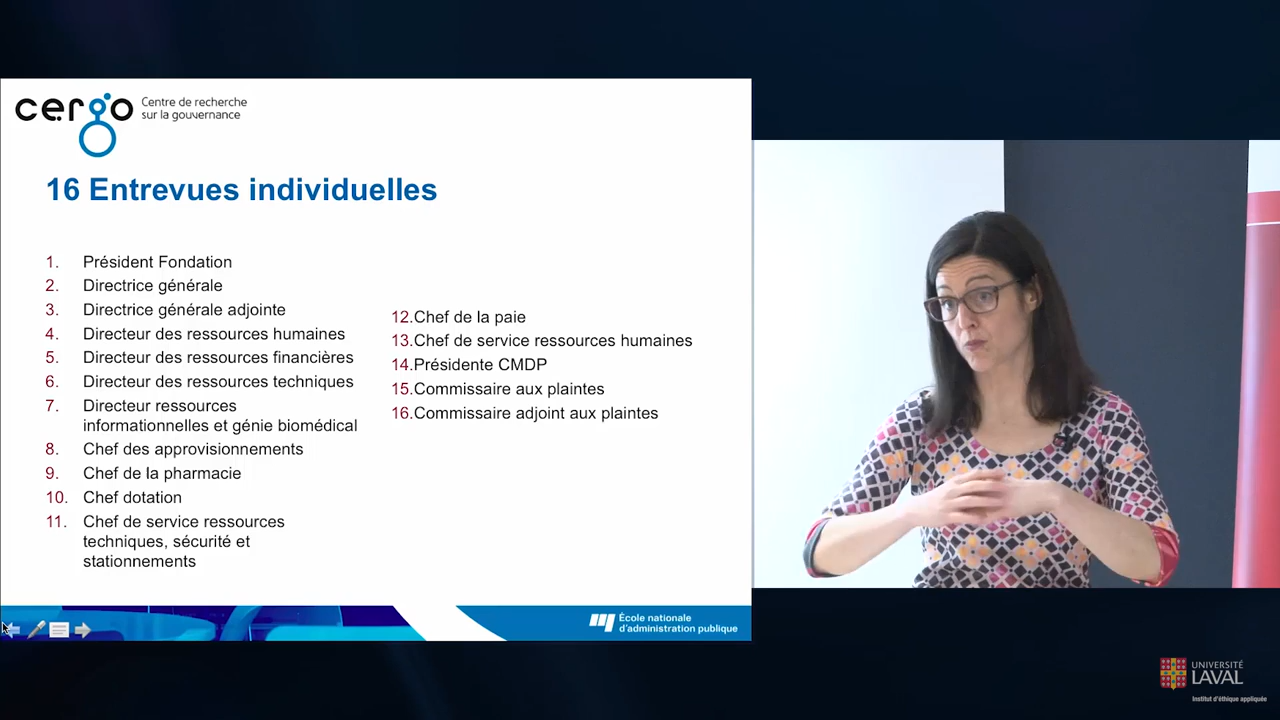 cergo
Centre de recherche
sur la gouvernance
16 Entrevues individuelles
1. Président Fondation
2. Directrice générale
3. Directrice générale adjointe
4. Directeur des ressources humaines
5. Directeur des ressources financières
6. Directeur des ressources techniques
7. Directeur ressources
informationnelles et génie biomédical
8. Chef des approvisionnements
9. Chef de la pharmacie
10. Chef dotation
11. Chef de service ressources
techniques, sécurité et
stationnements
12.Chef de la paie
13.Chef de service ressources humaines
14.Présidente CMDP
15.Commissaire aux plaintes
16.Commissaire adjoint aux plaintes
École nationale
d'administration publique
UNIVERSITÉ
LAVAL
Institut d'éthique appliquée